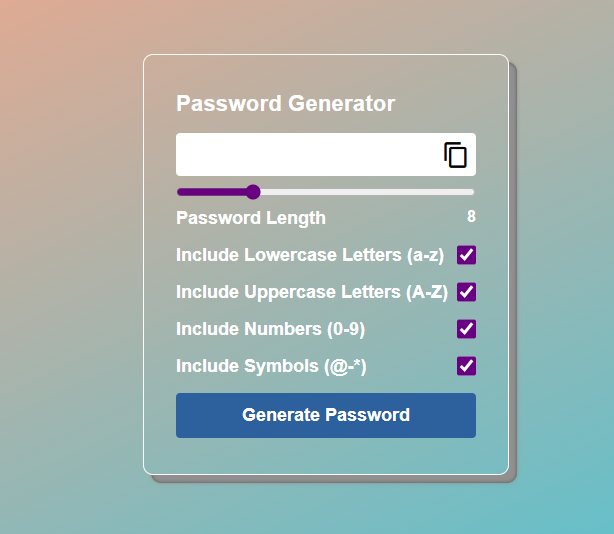 Password Generator
Password Length 8
Include Lowercase Letters (a-z)
Include Uppercase Letters (A-Z)
Include Numbers (0-9)
Include Symbols (@-*)
Generate Password